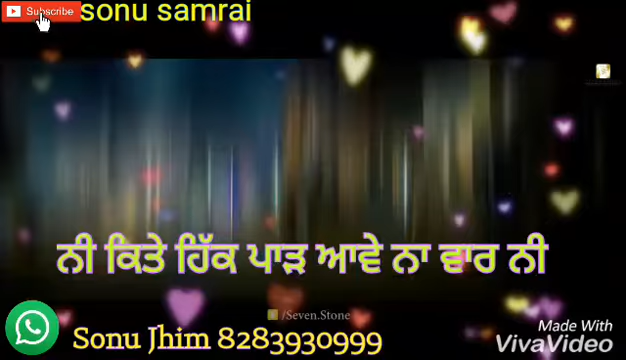 Subscribe sonu samrai
ਨੀ ਕਿਤੇ ਹਿੱਕ ਪਾੜ ਆਵੇ ਨਾ ਵਾਰ ਨੀ
/Seven.Stone
Sonu Jhim 8283930999
Made With
VivaVideo